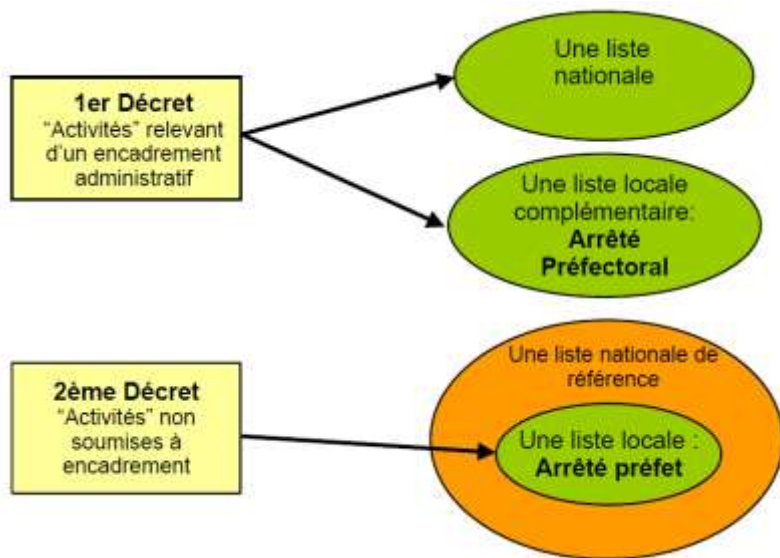 1er Décret
“Activités” relevant
d’un encadrement
administratif
Une liste
nationale
Une liste locale
complémentaire:
Arrêté
Préfectoral
2ème Décret
“Activités” non
soumises à
encadrement
Une liste nationale de
référence
Une liste locale :
Arrêté préfet